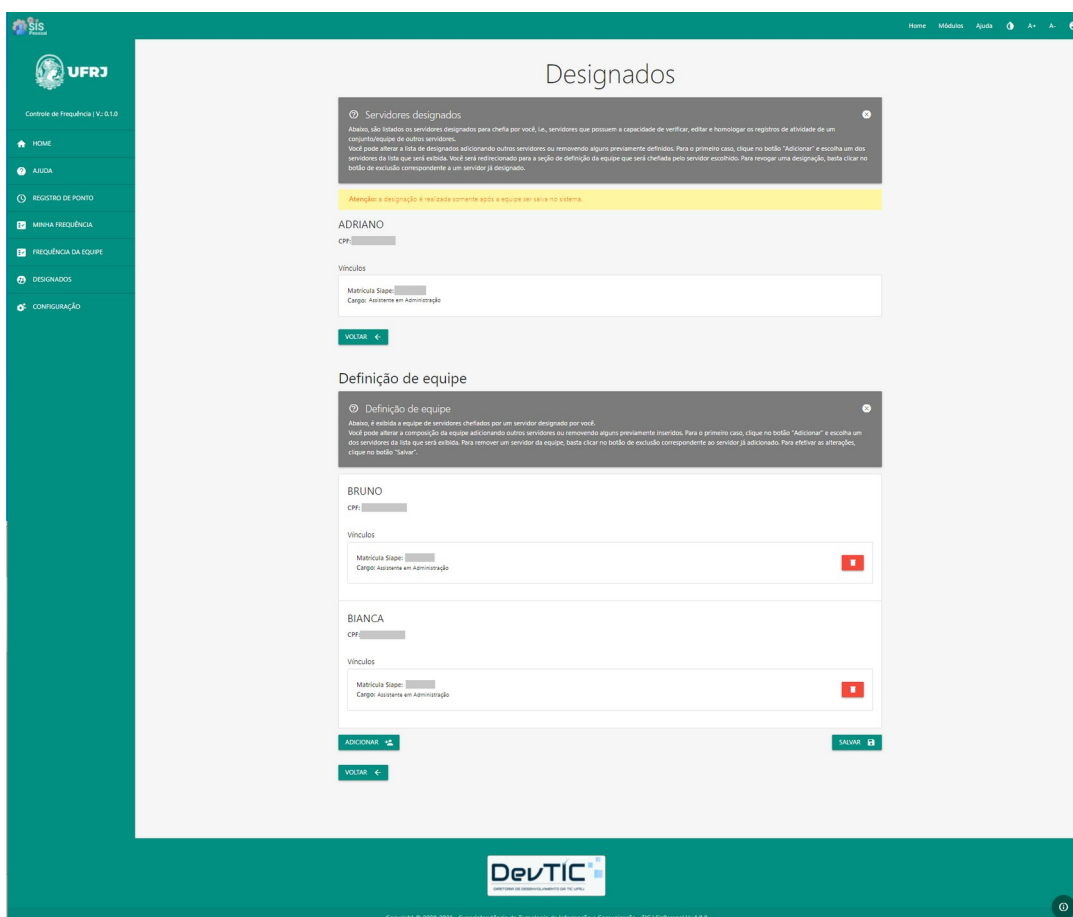 sis
Pessoal
Home Módulos Ajuda A+ A-
UFRJ
Controle de Frequência | V.: 0.1.0
HOME
AJUDA
REGISTRO DE PONTO
MINHA FREQUÊNCIA
FREQUÊNCIA DA EQUIPE
DESIGNADOS
CONFIGURAÇÃO
Designados
Servidores designados
Abaixo, são listados os servidores designados para chefia por você, i.e., servidores que possuem a capacidade de verificar, editar e homologar os registros de atividade de um
conjunto/equipe de outros servidores.
Você pode alterar a lista de designados adicionando outros servidores ou removendo alguns previamente definidos. Para o primeiro caso, clique no botão "Adicionar" e escolha um dos
servidores da lista que será exibida. Você será redirecionado para a seção de definição da equipe que será chefiada pelo servidor escolhido. Para revogar uma designação, basta clicar no
botão de exclusão correspondente a um servidor já designado.
Atenção: a designação é realizada somente após a equipe ser salva no sistema.
ADRIANO
CPF:
Vínculos
Matrícula Siape:
Cargo: Assistente em Administração
VOLTAR
Definição de equipe
Definição de equipe
Abaixo, é exibida a equipe de servidores chefiados por um servidor designado por você.
Você pode alterar a composição da equipe adicionando outros servidores ou removendo alguns previamente inseridos. Para o primeiro caso, clique no botão "Adicionar" e escolha um
dos servidores da lista que será exibida. Para remover um servidor da equipe, basta clicar no botão de exclusão correspondente ao servidor já adicionado. Para efetivar as alterações,
clique no botão "Salvar".
BRUNO
CPF:
Vínculos
Matrícula Siape:
Cargo: Assistente em Administração
BIANCA
CPF:
Vínculos
Matrícula Siape:
Cargo: Assistente em Administração
ADICIONAR
SALVAR
VOLTAR
DevTIC
DIRETORIA DE DESENVOLVIMENTO DA TIC UFRJ